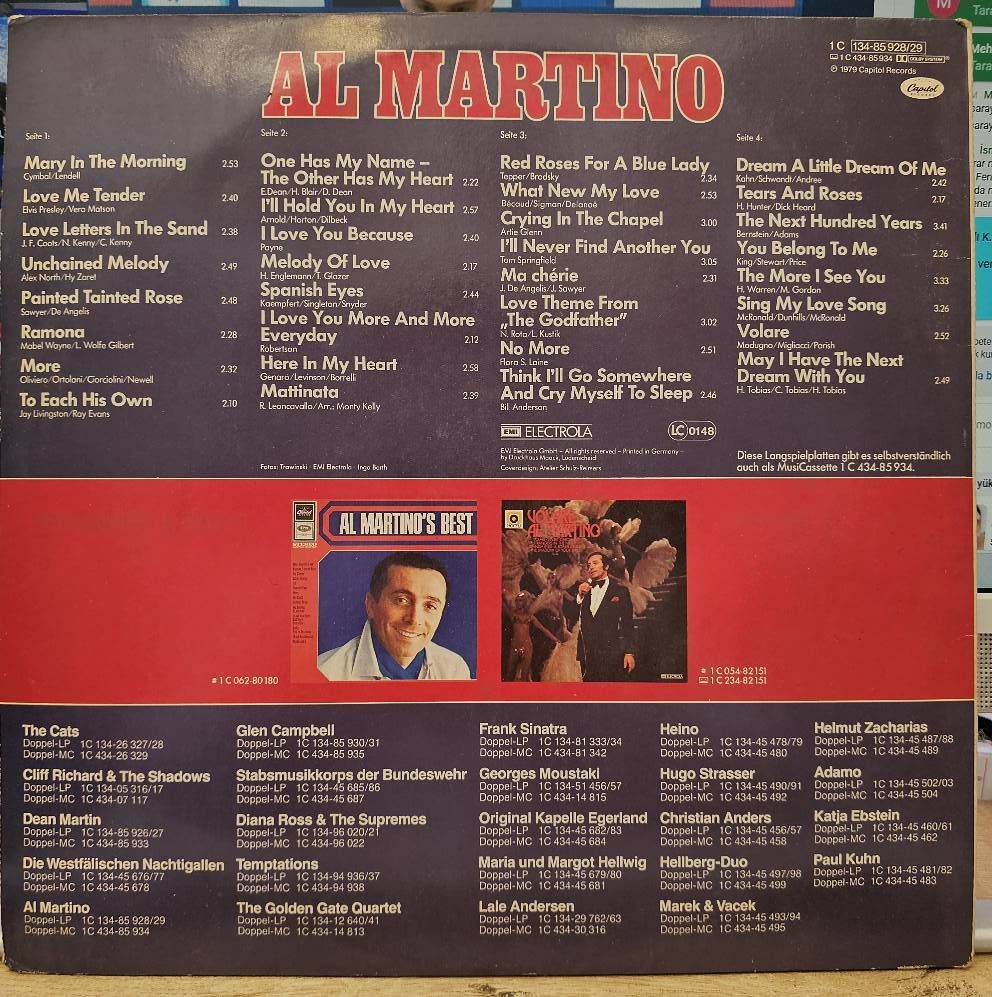 AL MARTINO
1 C 134-85 928/29
1 C 434-85 934 DOLBY SYSTEM
℗ 1979 Capitol Records
Capitol
Seite 1:
Mary In The Morning 2.53
Cymbal/Lendell
Love Me Tender 2.40
Elvis Presley/Vera Matson
Love Letters In The Sand 2.38
J. F. Coots/N. Kenny/C. Kenny
Unchained Melody 2.49
Alex North/Hy Zaret
Painted Tainted Rose 2.48
Sawyer/De Angelis
Ramona 2.28
Mabel Wayne/L. Wolfe Gilbert
More 2.32
Oliviero/Ortolani/Gorciolini/Newell
To Each His Own 2.10
Jay Livingston/Ray Evans
Seite 2:
One Has My Name –
The Other Has My Heart 2.22
E.Dean/H. Blair/D. Dean
I'll Hold You In My Heart 2.57
Arnold/Horton/Dilbeck
I Love You Because 2.40
Payne
Melody Of Love 2.17
H. Englemann/T. Glazer
Spanish Eyes 2.44
Kaempfert/Singleton/Snyder
I Love You More And More
Everyday 2.12
Robertson
Here In My Heart 2.58
Genaro/Levinson/Borrelli
Mattinata 2.39
R. Leoncavallo/Arr.: Monty Kelly
Fotos: Trawinski · EMI Electrola · Ingo Barth
Seite 3:
Red Roses For A Blue Lady
Tepper/Brodsky 2.34
What New My Love 2.53
Bécaud/Sigman/Delanoë
Crying In The Chapel 3.00
Artie Glenn
I'll Never Find Another You
Tom Springfield 3.05
Ma chérie 2.31
J. De Angelis/J. Sawyer
Love Theme From
„The Godfather" 3.02
N. Rota/L. Kustik
No More 2.51
Flora S. Laine
Think I'll Go Somewhere
And Cry Myself To Sleep 2.46
Bill Anderson
EMI ELECTROLA LC 0148
EMI Electrola GmbH – All rights reserved – Printed in Germany –
by Druckhaus Maack, Lüdenscheid
Coverdesign: Atelier Schulz-Reimers
Seite 4:
Dream A Little Dream Of Me
Kahn/Schwandt/Andree 2.42
Tears And Roses 2.17
H. Hunter/Dick Heard
The Next Hundred Years 3.41
Bernstein/Adams
You Belong To Me 2.26
King/Stewart/Price
The More I See You 3.33
H. Warren/M. Gordon
Sing My Love Song 3.26
McRonald/Dunhills/McRonald
Volare 2.52
Modugno/Migliacci/Parish
May I Have The Next
Dream With You 2.49
H. Tobias/C. Tobias/H. Tobias
Diese Langspielplatten gibt es selbstverständlich
auch als MusiCassette 1 C 434-85 934.
AL MARTINO'S BEST
VOLARE
AL MARTINO
# 1 C 062-80 180
# 1 C 054-82 151
1 C 234-82 151
The Cats
Doppel-LP 1C 134-26 327/28
Doppel-MC 1C 434-26 329
Cliff Richard & The Shadows
Doppel-LP 1C 134-05 316/17
Doppel-MC 1C 434-07 117
Dean Martin
Doppel-LP 1C 134-85 926/27
Doppel-MC 1C 434-85 933
Die Westfälischen Nachtigallen
Doppel-LP 1C 134-45 676/77
Doppel-MC 1C 434-45 678
Al Martino
Doppel-LP 1C 134-85 928/29
Doppel-MC 1C 434-85 934
Glen Campbell
Doppel-LP 1C 134-85 930/31
Doppel-MC 1C 434-85 935
Stabsmusikkorps der Bundeswehr
Doppel-LP 1C 134-45 685/86
Doppel-MC 1C 434-45 687
Diana Ross & The Supremes
Doppel-LP 1C 134-96 020/21
Doppel-MC 1C 434-96 022
Temptations
Doppel-LP 1C 134-94 936/37
Doppel-MC 1C 434-94 938
The Golden Gate Quartet
Doppel-LP 1C 134-12 640/41
Doppel-MC 1C 434-14 813
Frank Sinatra
Doppel-LP 1C 134-81 333/34
Doppel-MC 1C 434-81 342
Georges Moustaki
Doppel-LP 1C 134-51 456/57
Doppel-MC 1C 434-14 815
Original Kapelle Egerland
Doppel-LP 1C 134-45 682/83
Doppel-MC 1C 434-45 684
Maria und Margot Hellwig
Doppel-LP 1C 134-45 679/80
Doppel-MC 1C 434-45 681
Lale Andersen
Doppel-LP 1C 134-29 762/63
Doppel-MC 1C 434-30 316
Heino
Doppel-LP 1C 134-45 478/79
Doppel-MC 1C 434-45 480
Hugo Strasser
Doppel-LP 1C 134-45 490/91
Doppel-MC 1C 434-45 492
Christian Anders
Doppel-LP 1C 134-45 456/57
Doppel-MC 1C 434-45 458
Hellberg-Duo
Doppel-LP 1C 134-45 497/98
Doppel-MC 1C 434-45 499
Marek & Vacek
Doppel-LP 1C 134-45 493/94
Doppel-MC 1C 434-45 495
Helmut Zacharias
Doppel-LP 1C 134-45 487/88
Doppel-MC 1C 434-45 489
Adamo
Doppel-LP 1C 134-45 502/03
Doppel-MC 1C 434-45 504
Katja Ebstein
Doppel-LP 1C 134-45 460/61
Doppel-MC 1C 434-45 462
Paul Kuhn
Doppel-LP 1C 134-45 481/82
Doppel-MC 1C 434-45 483